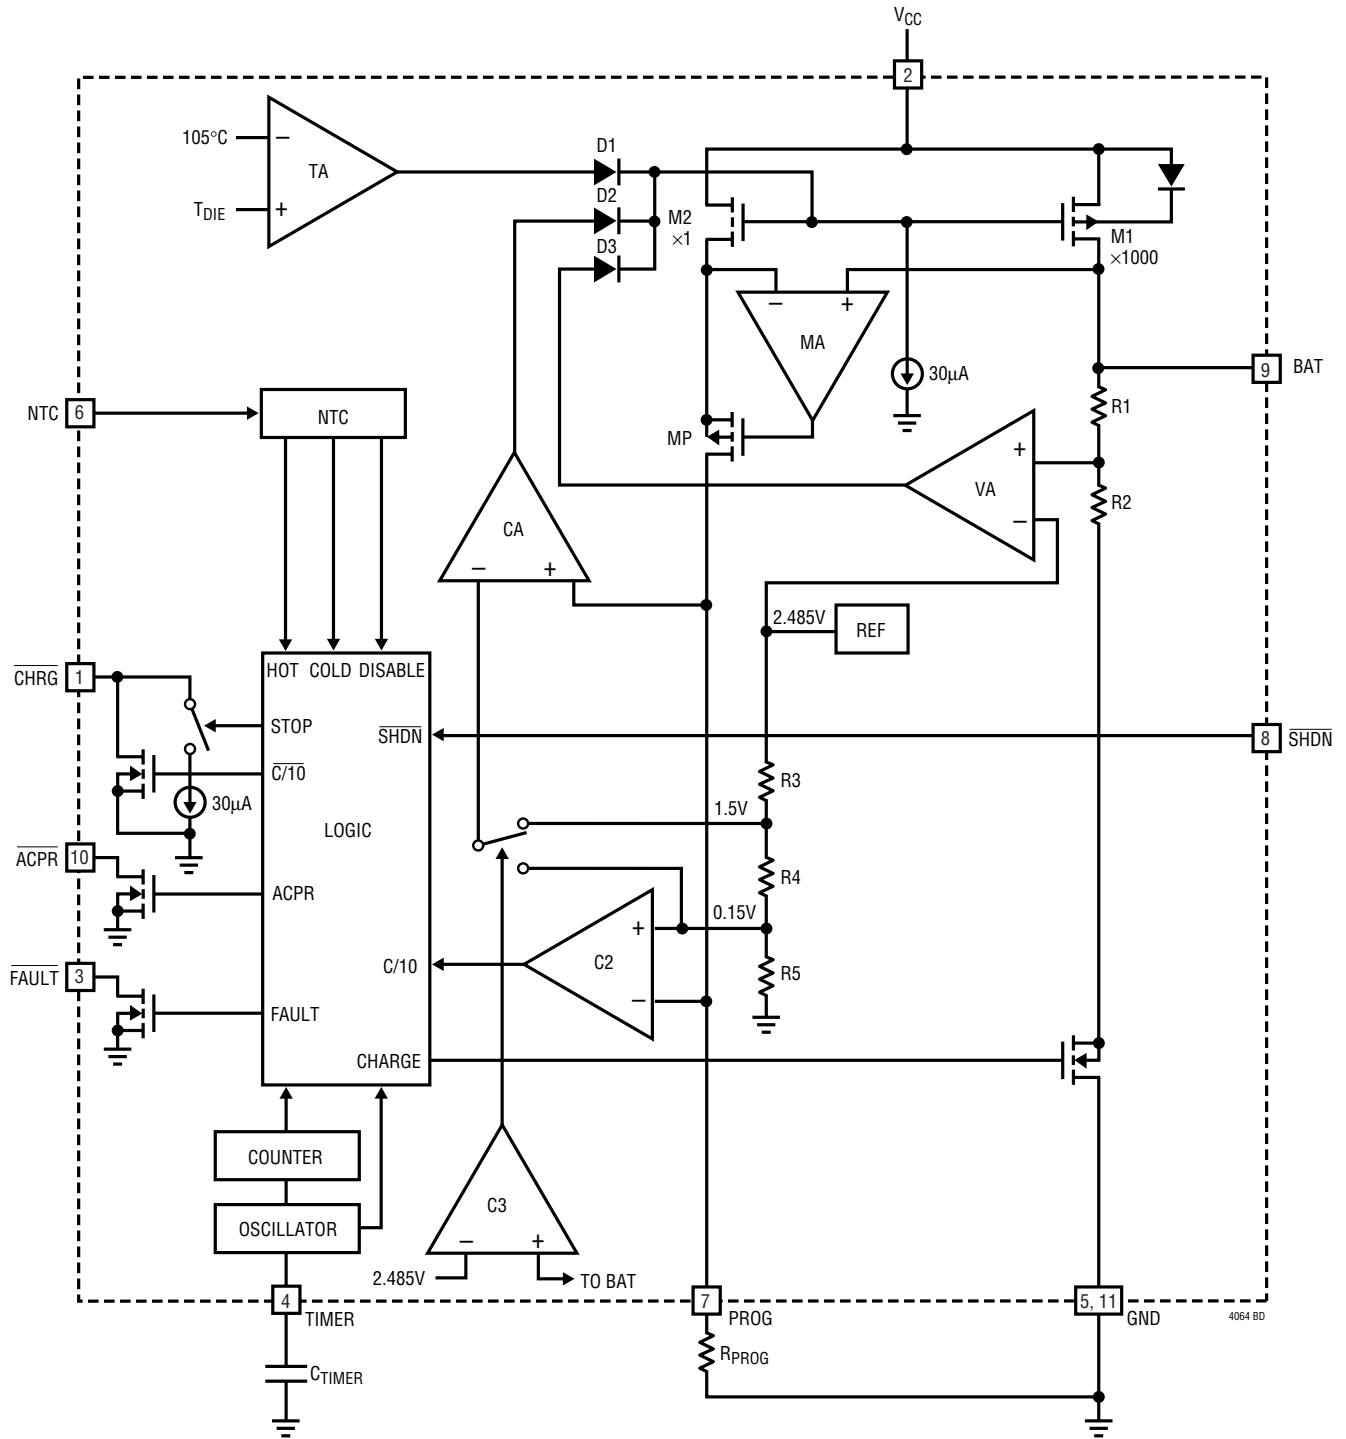 VCC
2
105°C
−
TA
TDIE
+
D1
D2
D3
M2
×1
M1
×1000
−
+
MA
30µA
9
BAT
NTC
6
NTC
R1
MP
+
VA
−
R2
CA
−
+
2.485V
REF
CHRG
1
HOT
COLD
DISABLE
STOP
SHDN
8
SHDN
C/10
30µA
R3
1.5V
LOGIC
ACPR
10
ACPR
R4
0.15V
+
C2
−
C/10
R5
FAULT
3
FAULT
CHARGE
COUNTER
OSCILLATOR
C3
−
+
2.485V
TO BAT
4
TIMER
7
PROG
5, 11
GND
4064 BD
RPROG
CTIMER